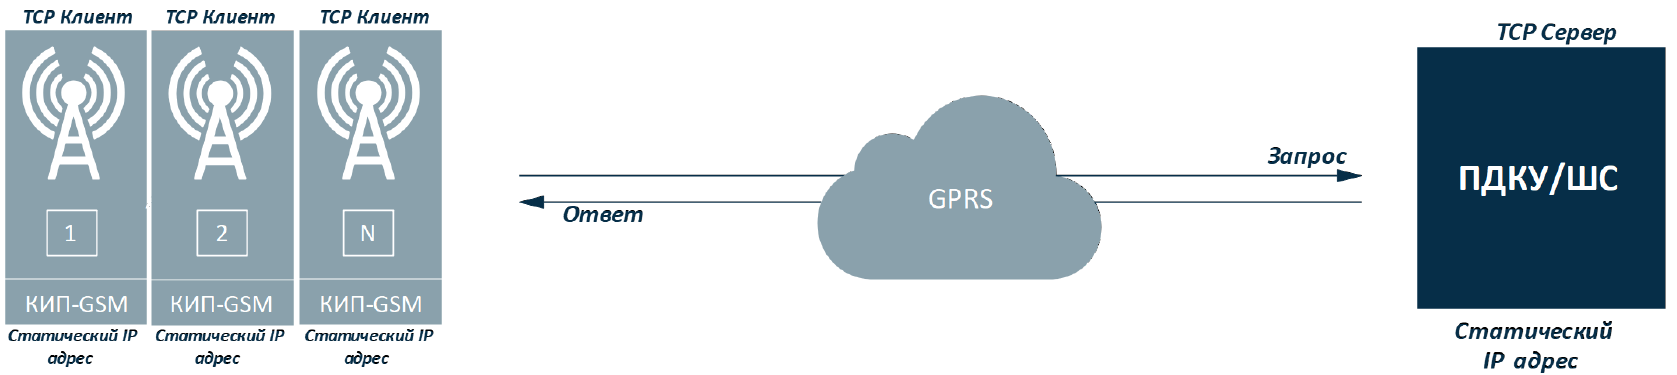 TCP Клиент
TCP Клиент
TCP Клиент
TCP Сервер
Запрос
Ответ
GPRS
ПДКУ/ШС
1
2
N
КИП-GSM
КИП-GSM
КИП-GSM
Статический IP
адрес
Статический IP
адрес
Статический IP
адрес
Статический
IP адрес